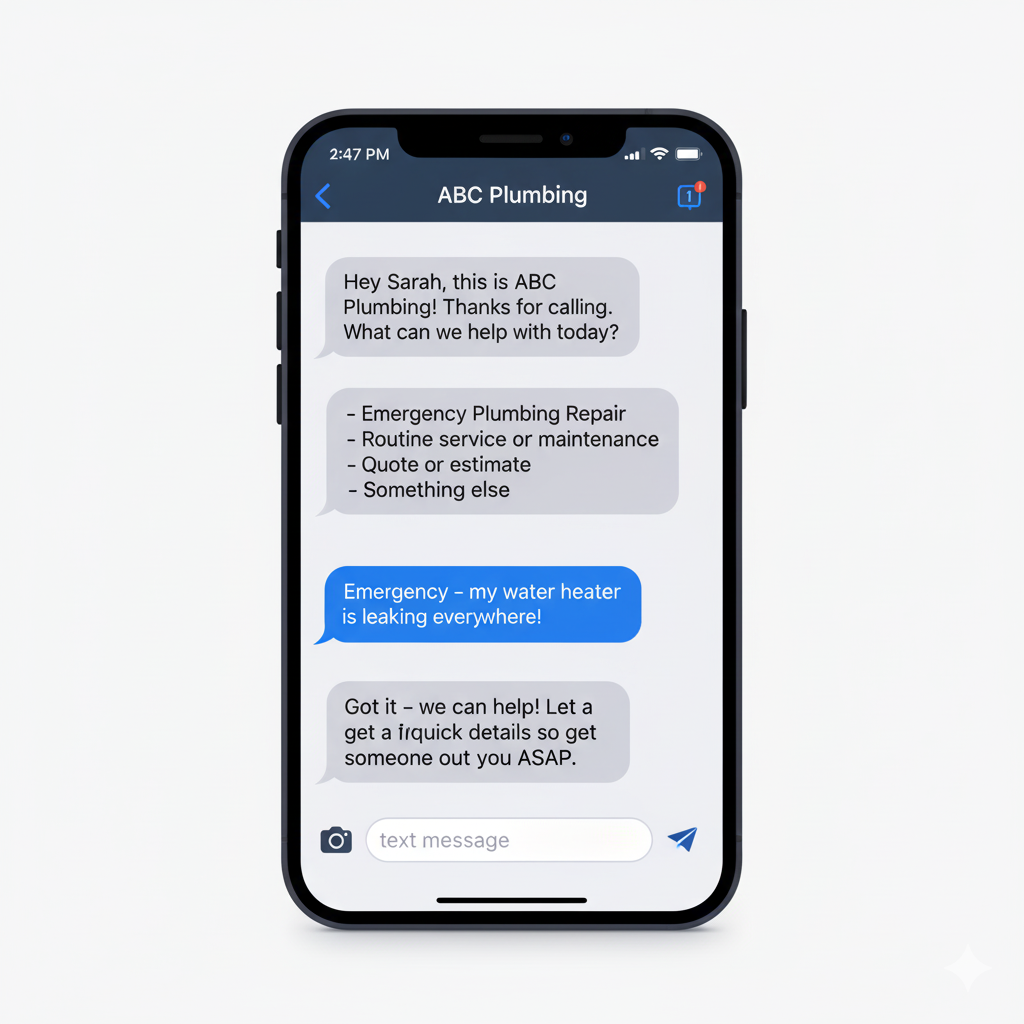 2:47 PM
ABC Plumbing
1
Hey Sarah, this is ABC
Plumbing! Thanks for calling.
What can we help with today?
- Emergency Plumbing Repair
- Routine service or maintenance
- Quote or estimate
- Something else
Emergency – my water heater
is leaking everywhere!
Got it – we can help! Let a
get a details so get
someone out you ASAP.
text message